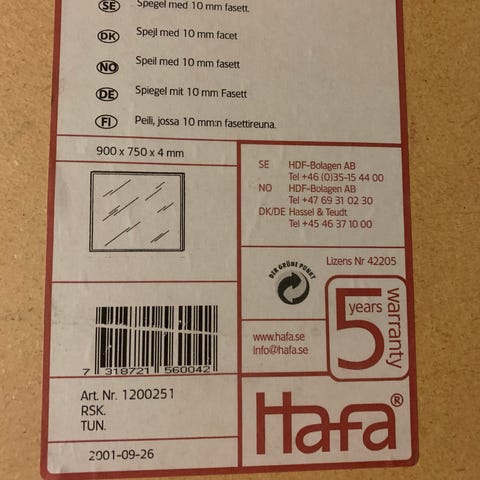 SE Spegel med 10 mm fasett.
DK Spejl med 10 mm facet
NO Speil med 10 mm fasett
DE Spiegel mit 10 mm Fasett
FI Peili, jossa 10 mm:n fasettireuna.
900 x 750 x 4 mm
SE HDF-Bolagen AB
Tel +46 (0)35-15 44 00
NO HDF-Bolagen AB
Tel +47 69 31 02 30
DK/DE Hassel & Teudt
Tel +45 46 37 10 00
DER GRÜNE PUNKT
Lizens Nr 42205
5 years warranty
www.hafa.se
info@hafa.se
7 318721 560042
Art. Nr. 1200251
RSK.
TUN.
2001-09-26
Hafa®